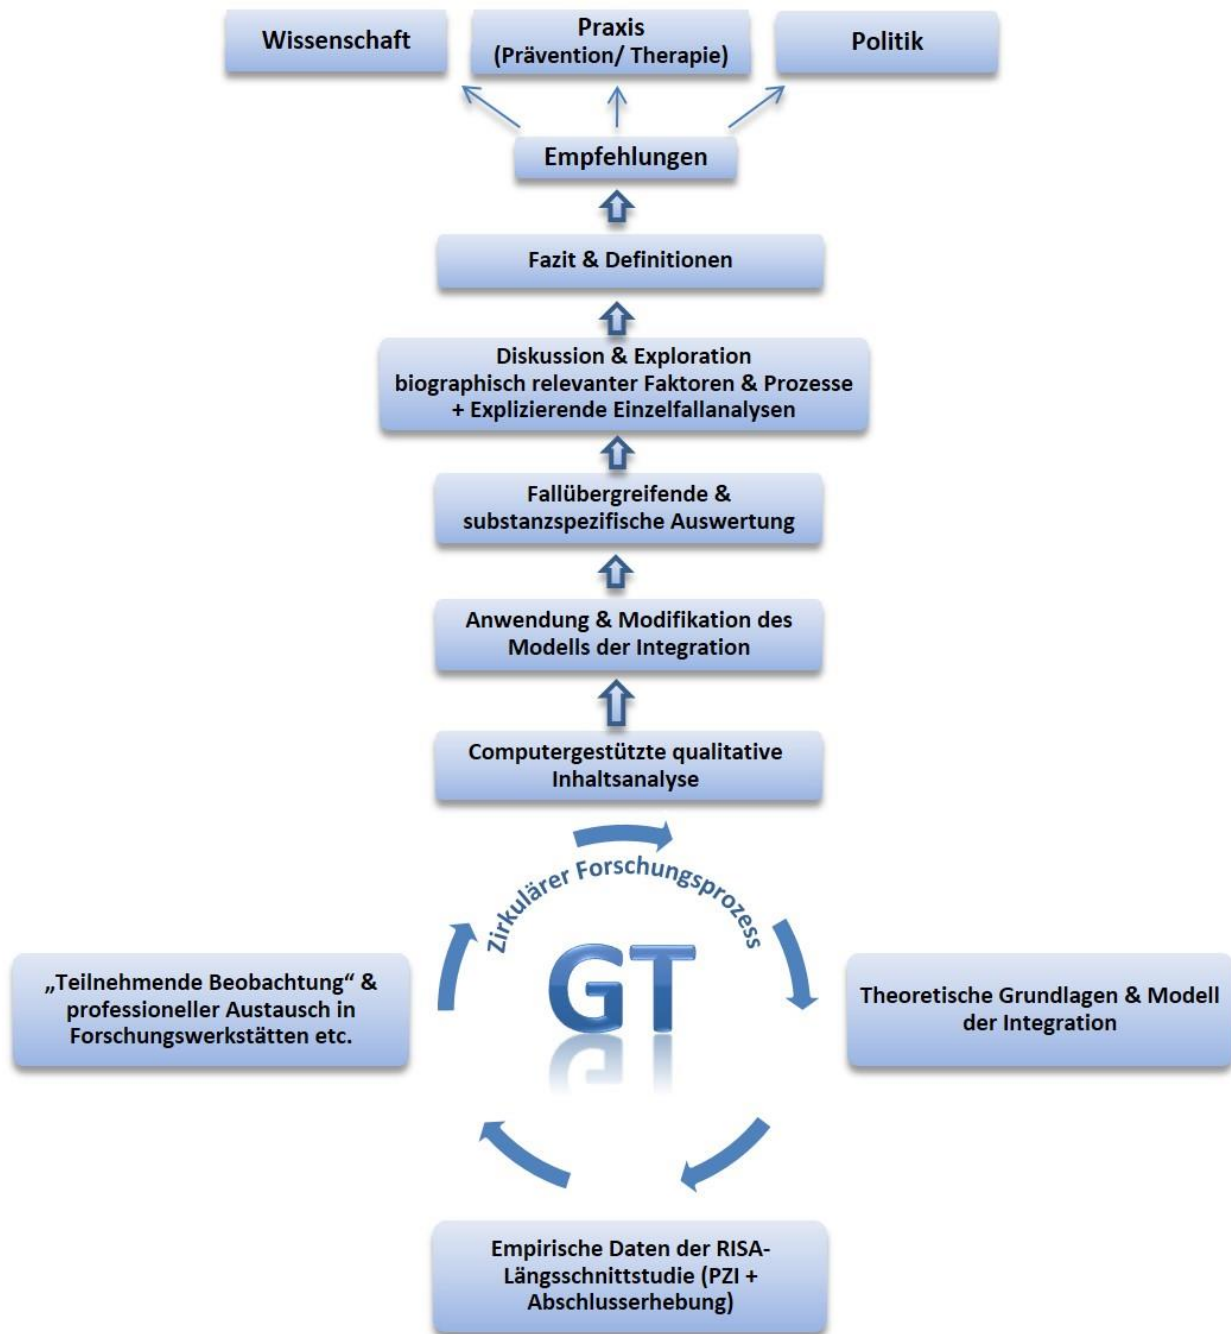 Wissenschaft
Praxis
(Prävention/ Therapie)
Politik
Empfehlungen
Fazit & Definitionen
Diskussion & Exploration
biographisch relevanter Faktoren & Prozesse
+ Explizierende Einzelfallanalysen
Fallübergreifende &
substanzspezifische Auswertung
Anwendung & Modifikation des
Modells der Integration
Computergestützte qualitative
Inhaltsanalyse
Zirkulärer Forschungsprozess
GT
„Teilnehmende Beobachtung“ &
professioneller Austausch in
Forschungswerkstätten etc.
Theoretische Grundlagen & Modell
der Integration
Empirische Daten der RISA-
Längsschnittstudie (PZI +
Abschlusserhebung)